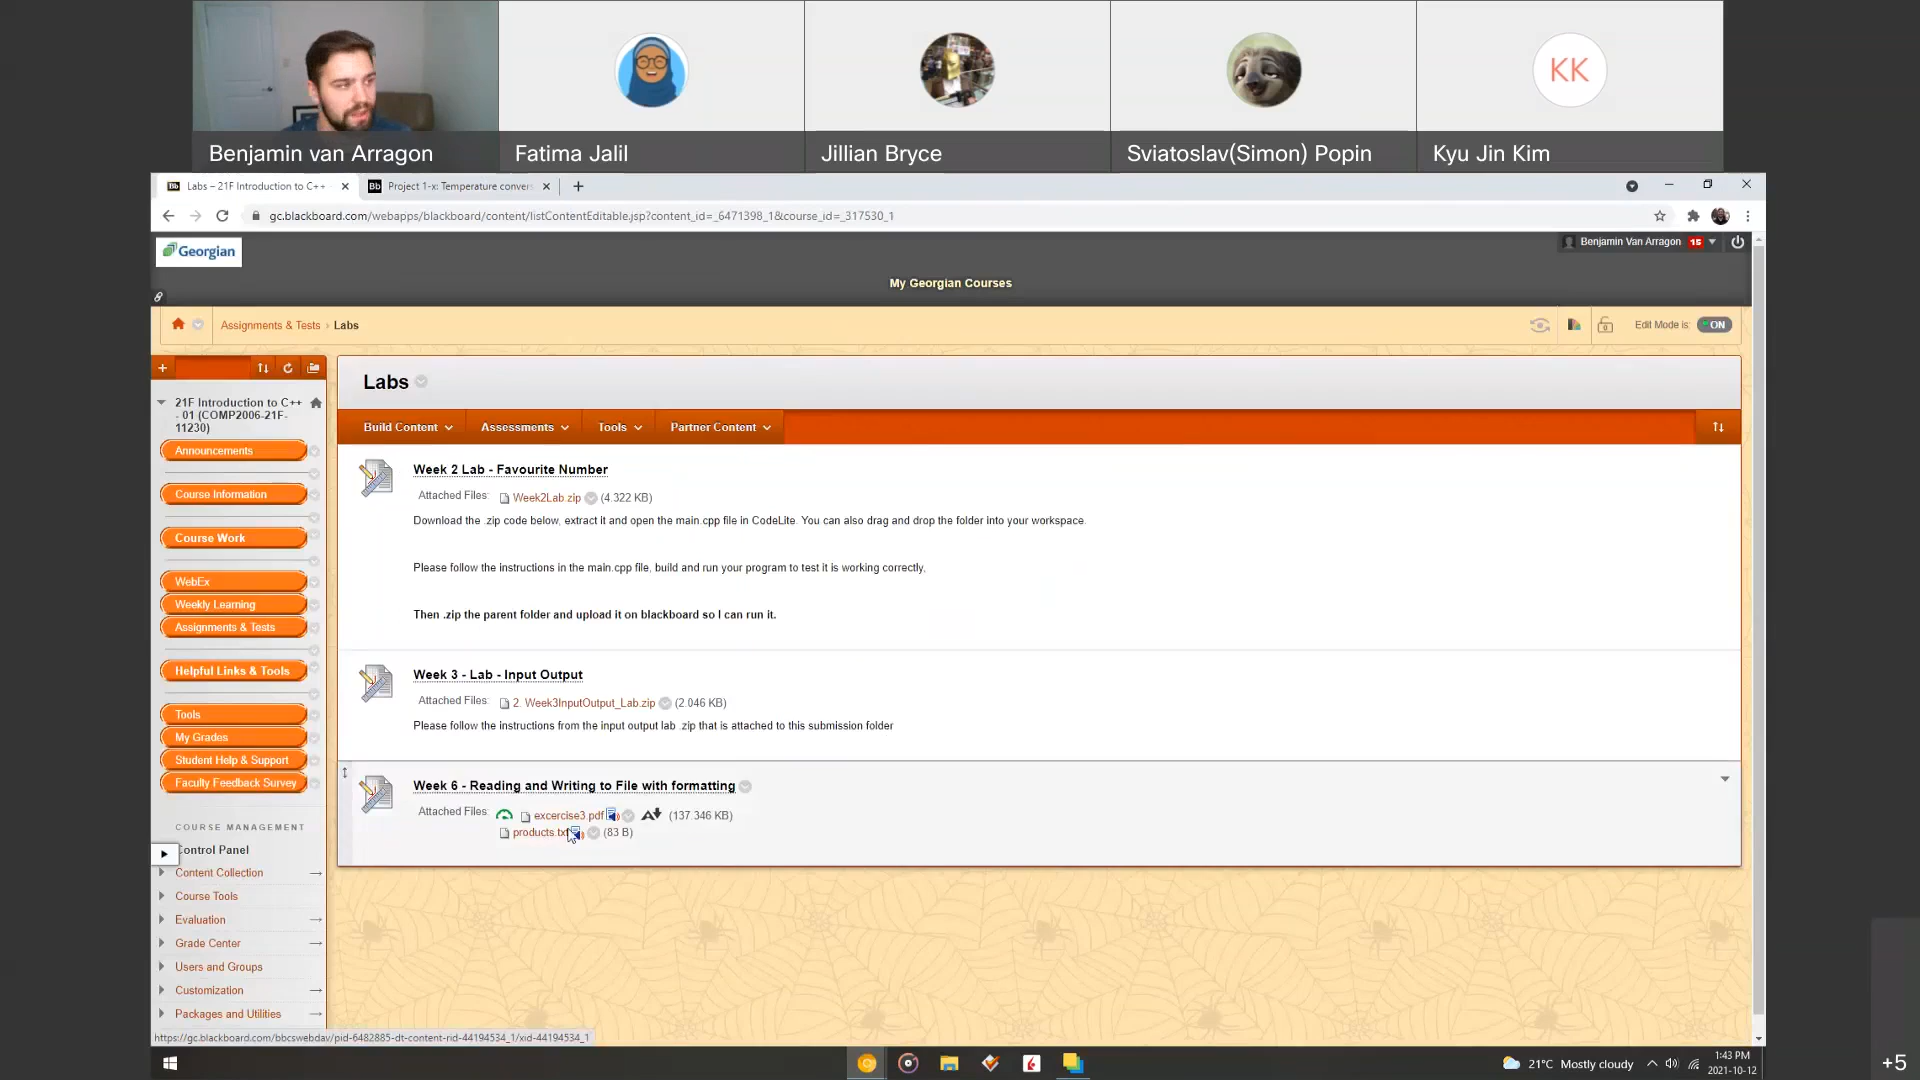 KK
Benjamin van Arragon
Fatima Jalil
Jillian Bryce
Sviatoslav(Simon) Popin
Kyu Jin Kim
Labs – 21F Introduction to C++
Bb Project 1-x: Temperature conver
gc.blackboard.com/webapps/blackboard/content/listContentEditable.jsp?content_id=_6471398_1&course_id=_317530_1
Georgian
Benjamin Van Arragon 15
My Georgian Courses
Assignments & Tests Labs
Edit Mode is: ON
21F Introduction to C++
- 01 (COMP2006-21F-
11230)
Announcements
Course Information
Course Work
WebEx
Weekly Learning
Assignments & Tests
Helpful Links & Tools
Tools
My Grades
Student Help & Support
Faculty Feedback Survey
COURSE MANAGEMENT
Control Panel
Content Collection
Course Tools
Evaluation
Grade Center
Users and Groups
Customization
Packages and Utilities
Labs
Build Content Assessments Tools Partner Content
Week 2 Lab - Favourite Number
Attached Files: Week2Lab.zip (4.322 KB)
Download the .zip code below, extract it and open the main.cpp file in CodeLite. You can also drag and drop the folder into your workspace.
Please follow the instructions in the main.cpp file, build and run your program to test it is working correctly,
Then .zip the parent folder and upload it on blackboard so I can run it.
Week 3 - Lab - Input Output
Attached Files: 2. Week3InputOutput_Lab.zip (2.046 KB)
Please follow the instructions from the input output lab .zip that is attached to this submission folder
Week 6 - Reading and Writing to File with formatting
Attached Files: excercise3.pdf (137.346 KB)
products.txt (83 B)
https://gc.blackboard.com/bbcswebdav/pid-6482885-dt-content-rid-44194534_1/xid-44194534_1
21°C Mostly cloudy
1:43 PM
2021-10-12
+5